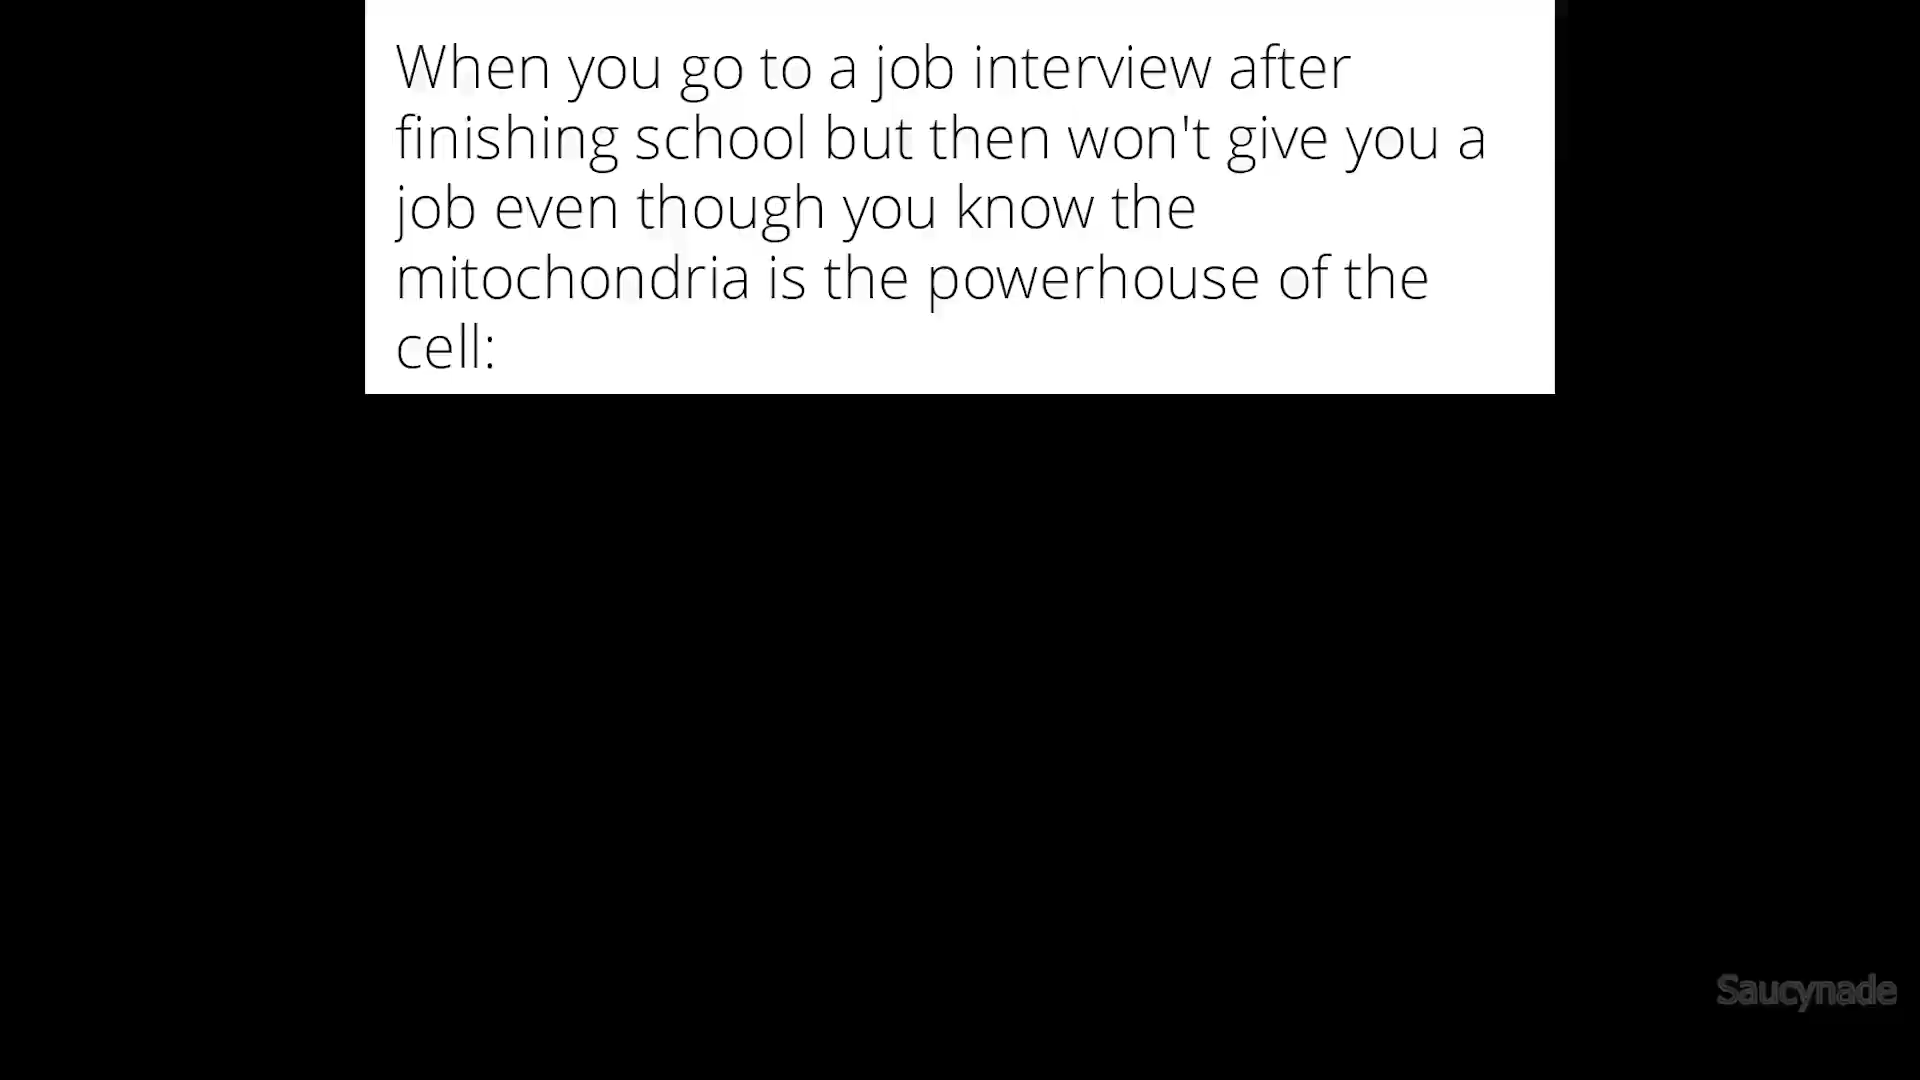 When you go to a job interview after
finishing school but then won't give you a
job even though you know the
mitochondria is the powerhouse of the
cell:
Saucynade